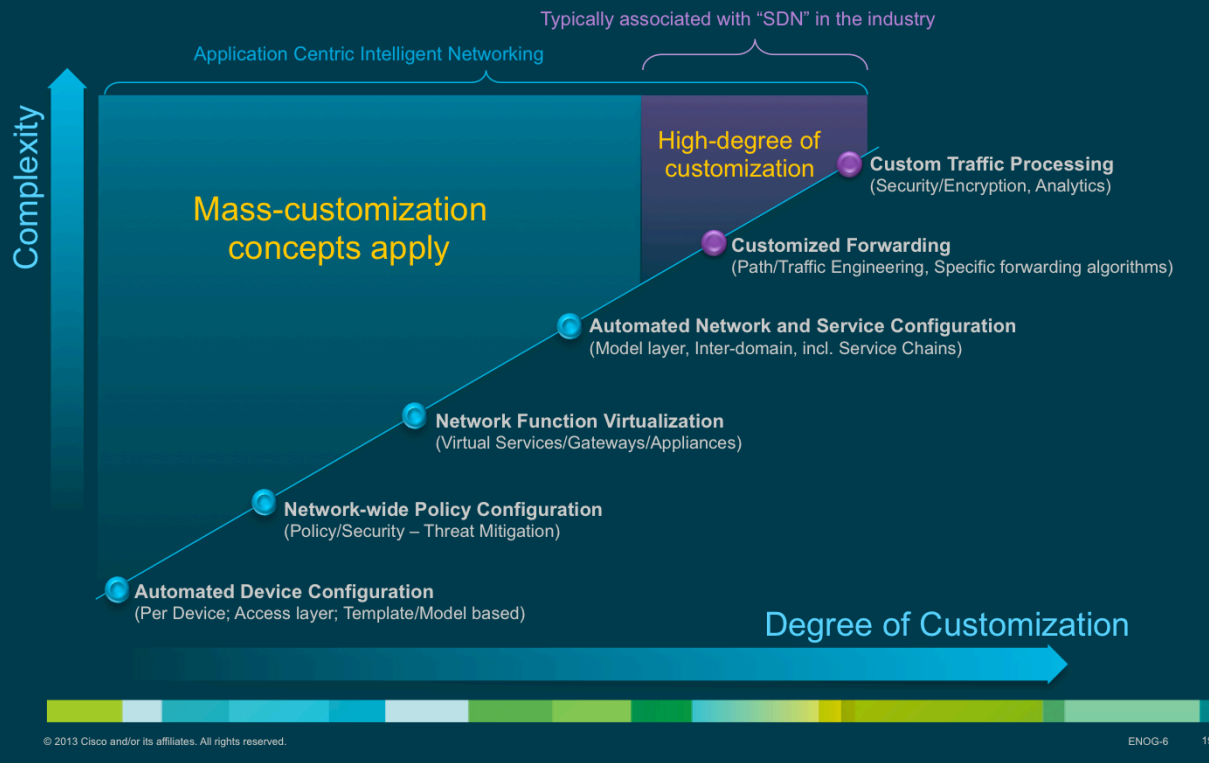 Typically associated with “SDN” in the industry
Application Centric Intelligent Networking
Complexity
High-degree of
customization
Mass-customization
concepts apply
Custom Traffic Processing
(Security/Encryption, Analytics)
Customized Forwarding
(Path/Traffic Engineering, Specific forwarding algorithms)
Automated Network and Service Configuration
(Model layer, Inter-domain, incl. Service Chains)
Network Function Virtualization
(Virtual Services/Gateways/Appliances)
Network-wide Policy Configuration
(Policy/Security – Threat Mitigation)
Automated Device Configuration
(Per Device; Access layer; Template/Model based)
Degree of Customization
© 2013 Cisco and/or its affiliates. All rights reserved.
ENOG-6